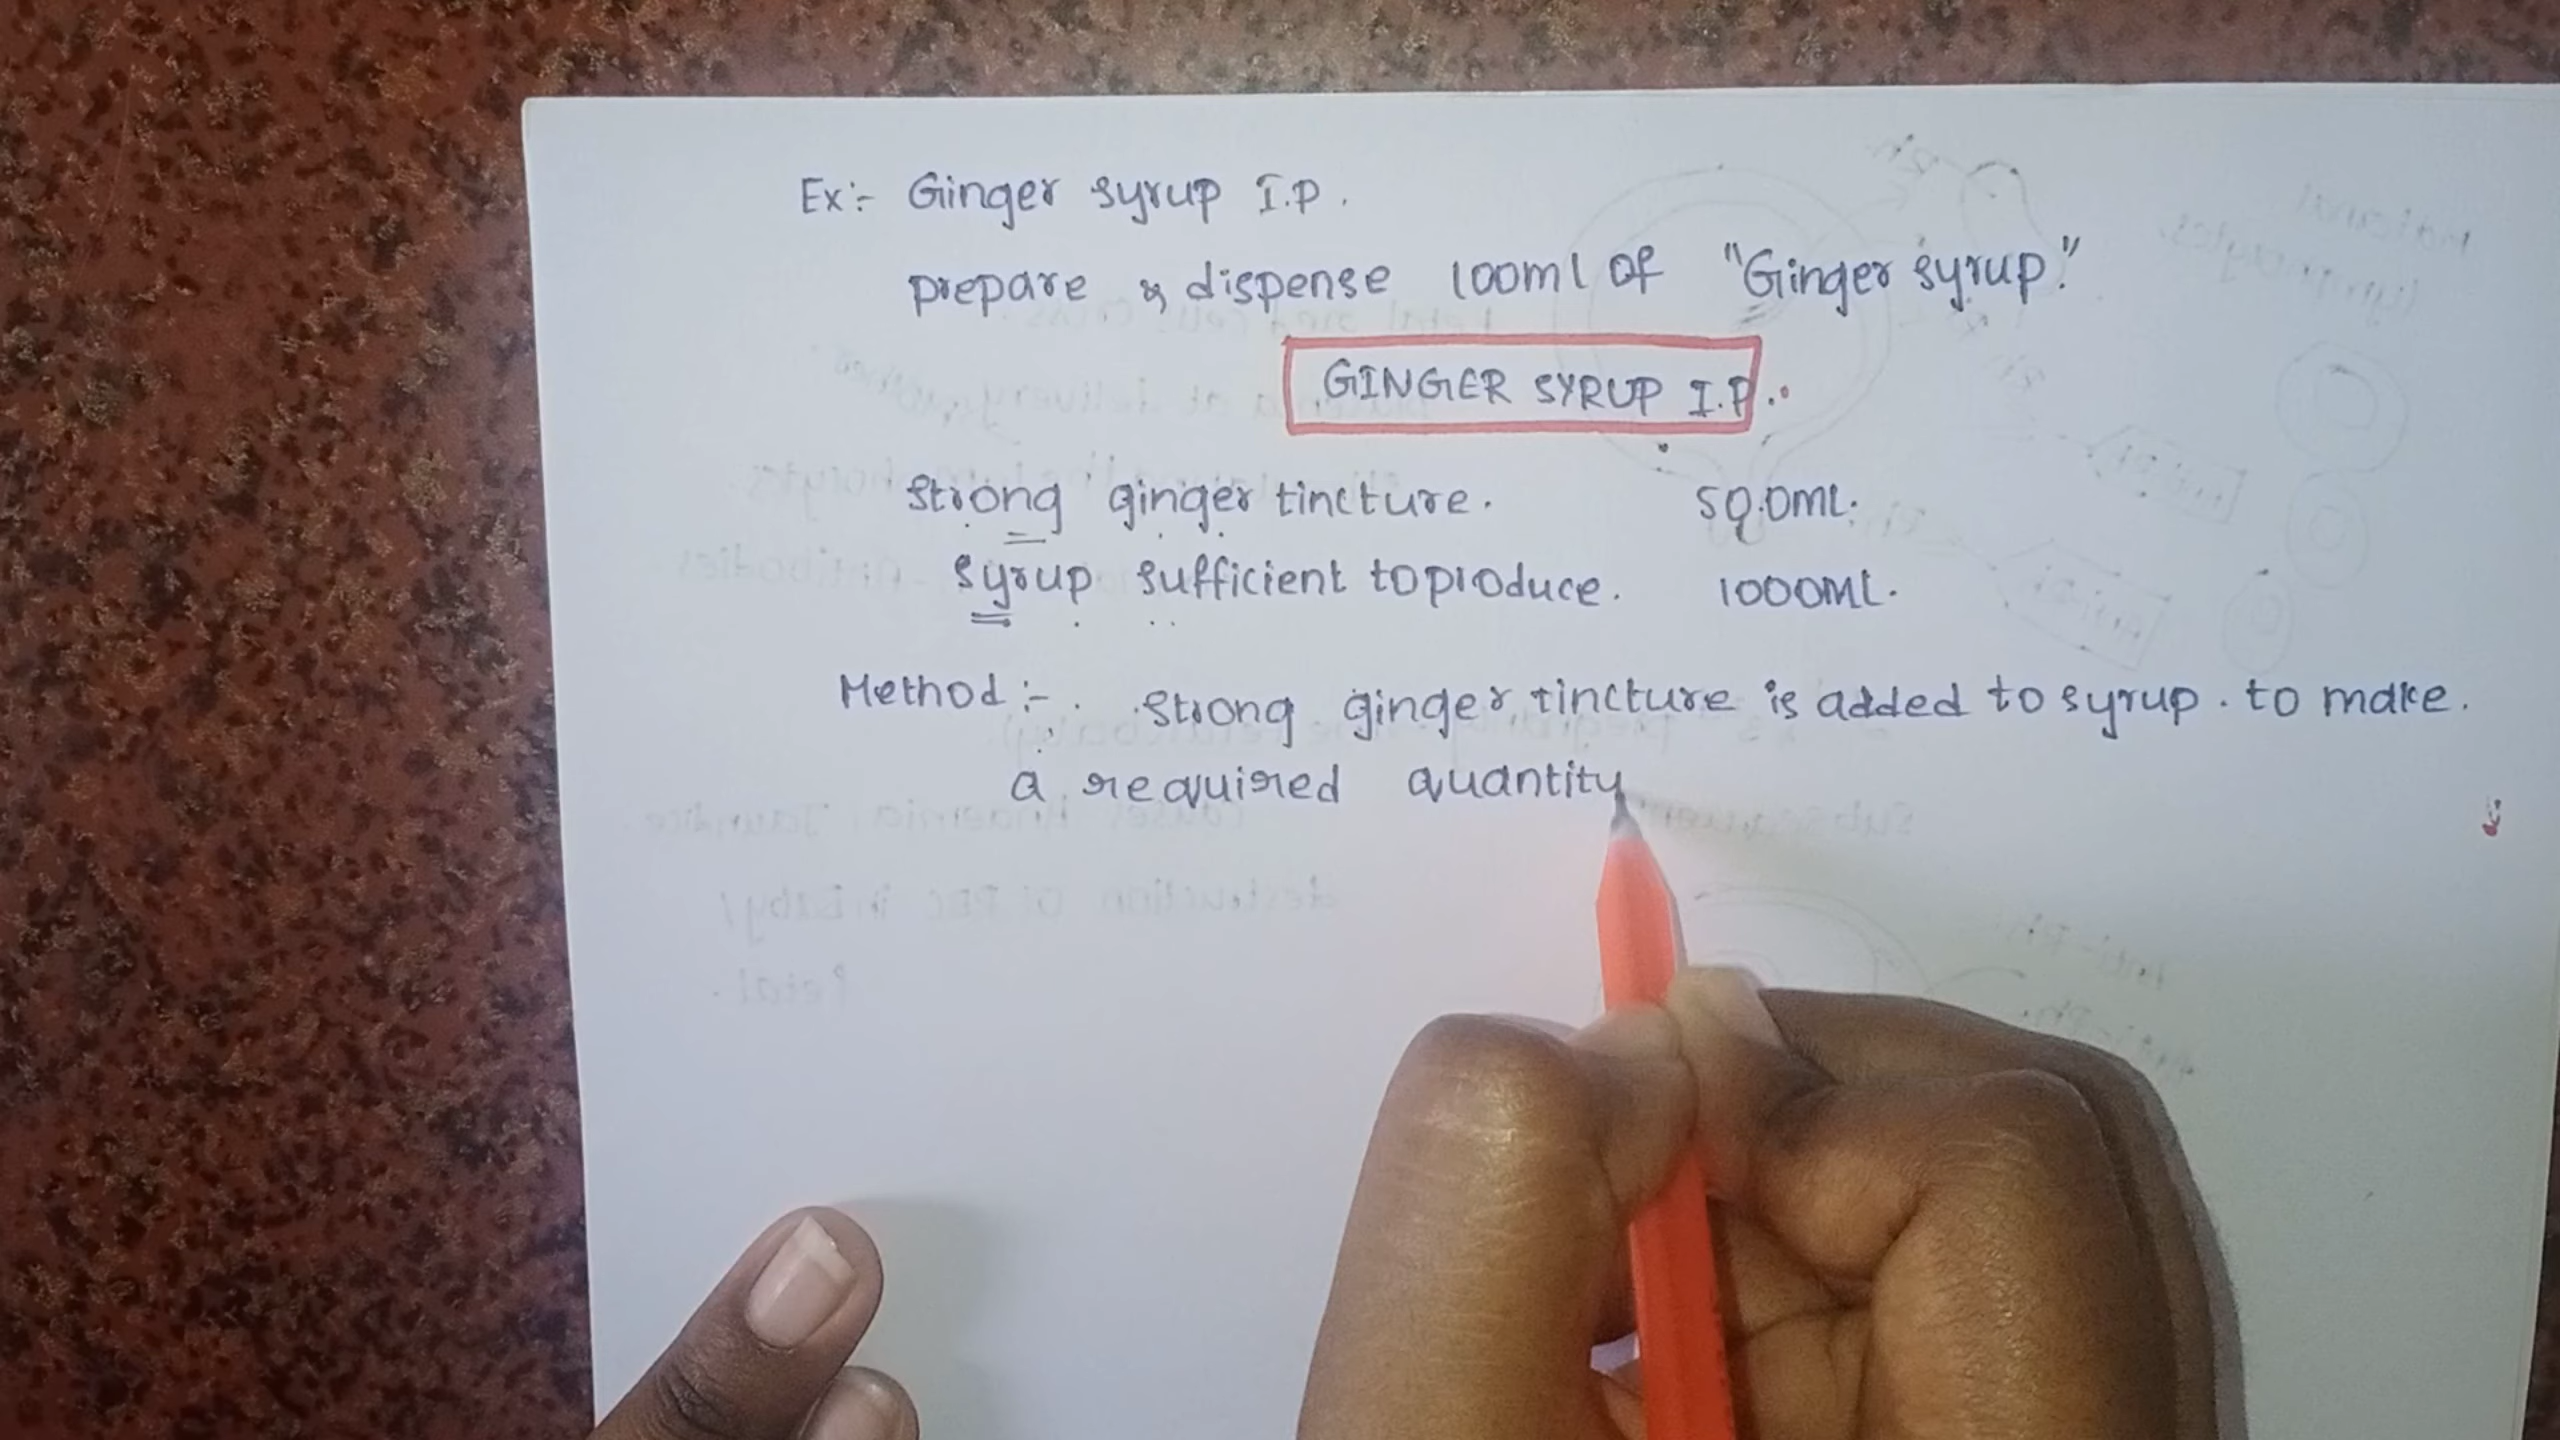 Ex:- Ginger syrup I.P.
prepare & dispense 100ml of "Ginger syrup."
GINGER SYRUP I.P.
strong ginger tincture. 50.0ML.
syrup sufficient to produce. 1000ML.
Method :- . strong ginger tincture is added to syrup . to make .
a required quantity